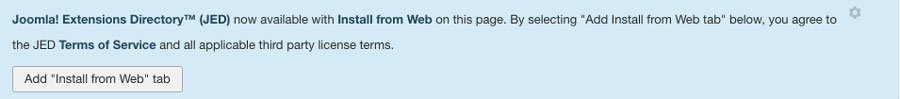 Joomla! Extensions Directory™ (JED) now available with Install from Web on this page. By selecting "Add Install from Web tab" below, you agree to
the JED Terms of Service and all applicable third party license terms.
Add "Install from Web" tab